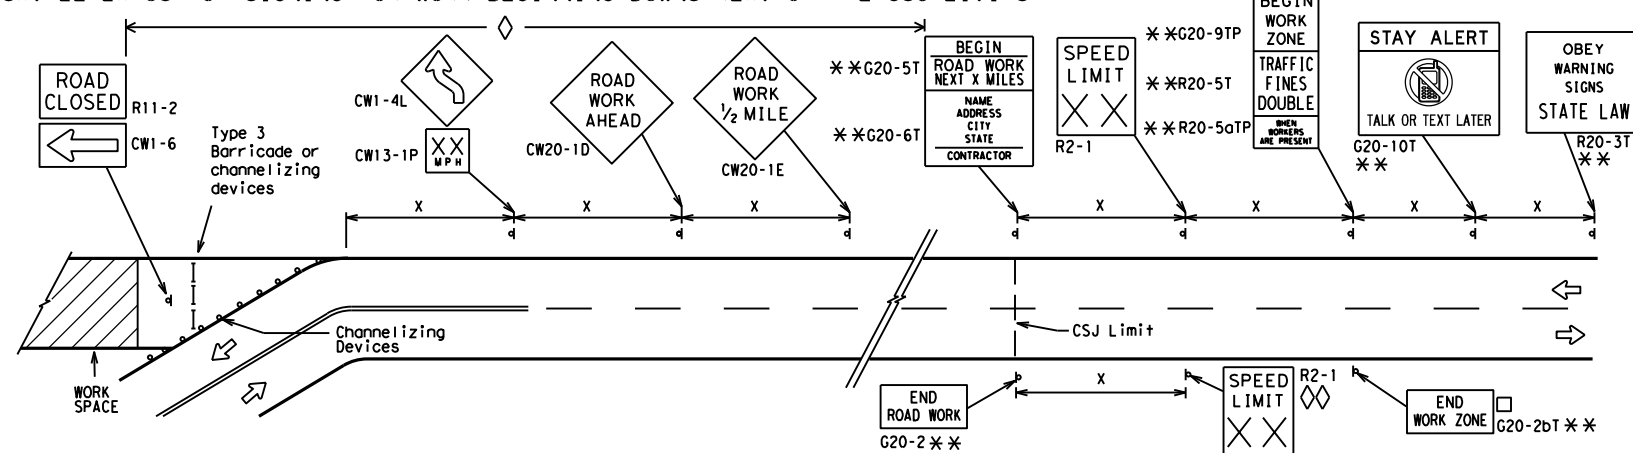 ROAD
CLOSED
R11-2
CW1-6
Type 3
Barricade or
channelizing
devices
CW1-4L
XX
MPH
CW13-1P
ROAD
WORK
AHEAD
CW20-1D
ROAD
WORK
1/2 MILE
CW20-1E
**G20-5T
**G20-6T
BEGIN
ROAD WORK
NEXT X MILES
NAME
ADDRESS
CITY
STATE
CONTRACTOR
SPEED
LIMIT
XX
R2-1
**G20-9TP
**R20-5T
**R20-5aTP
BEGIN
WORK
ZONE
TRAFFIC
FINES
DOUBLE
WHEN
WORKERS
ARE PRESENT
STAY ALERT
TALK OR TEXT LATER
G20-10T
**
OBEY
WARNING
SIGNS
STATE LAW
R20-3T
**
X
X
X
X
X
X
X
Channelizing
Devices
CSJ Limit
WORK
SPACE
END
ROAD WORK
G20-2**
X
SPEED
LIMIT
XX
R2-1
END
WORK ZONE
G20-2bT**